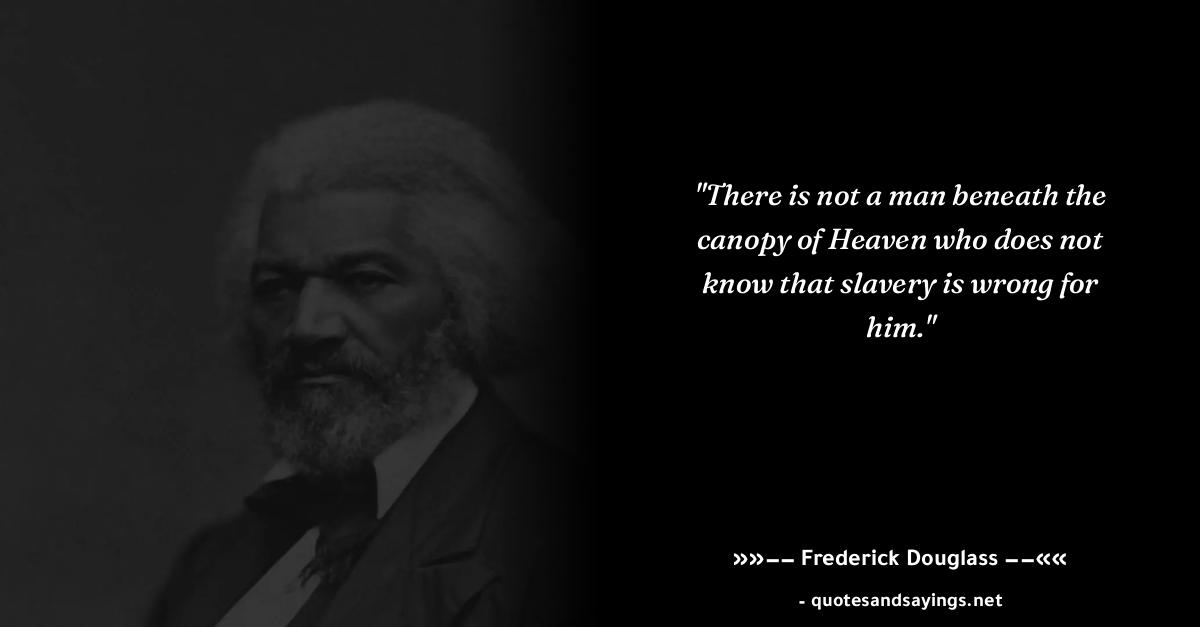 "There is not a man beneath the
canopy of Heaven who does not
know that slavery is wrong for
him."
»»−− Frederick Douglass −−««
- quotesandsayings.net